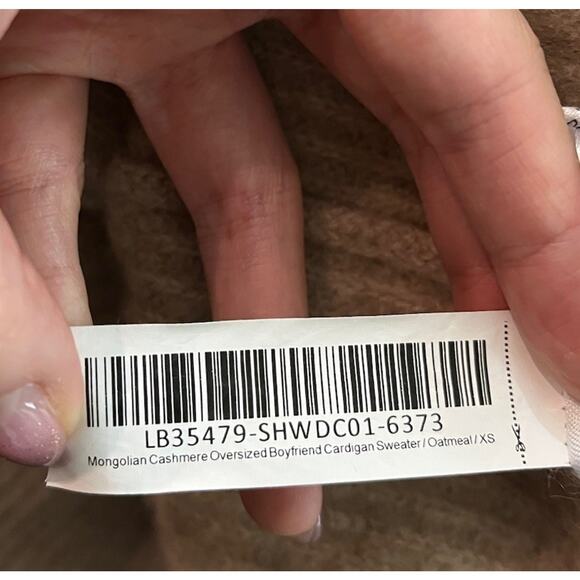 LB35479-SHWDC01-6373
Mongolian Cashmere Oversized Boyfriend Cardigan Sweater / Oatmeal / XS